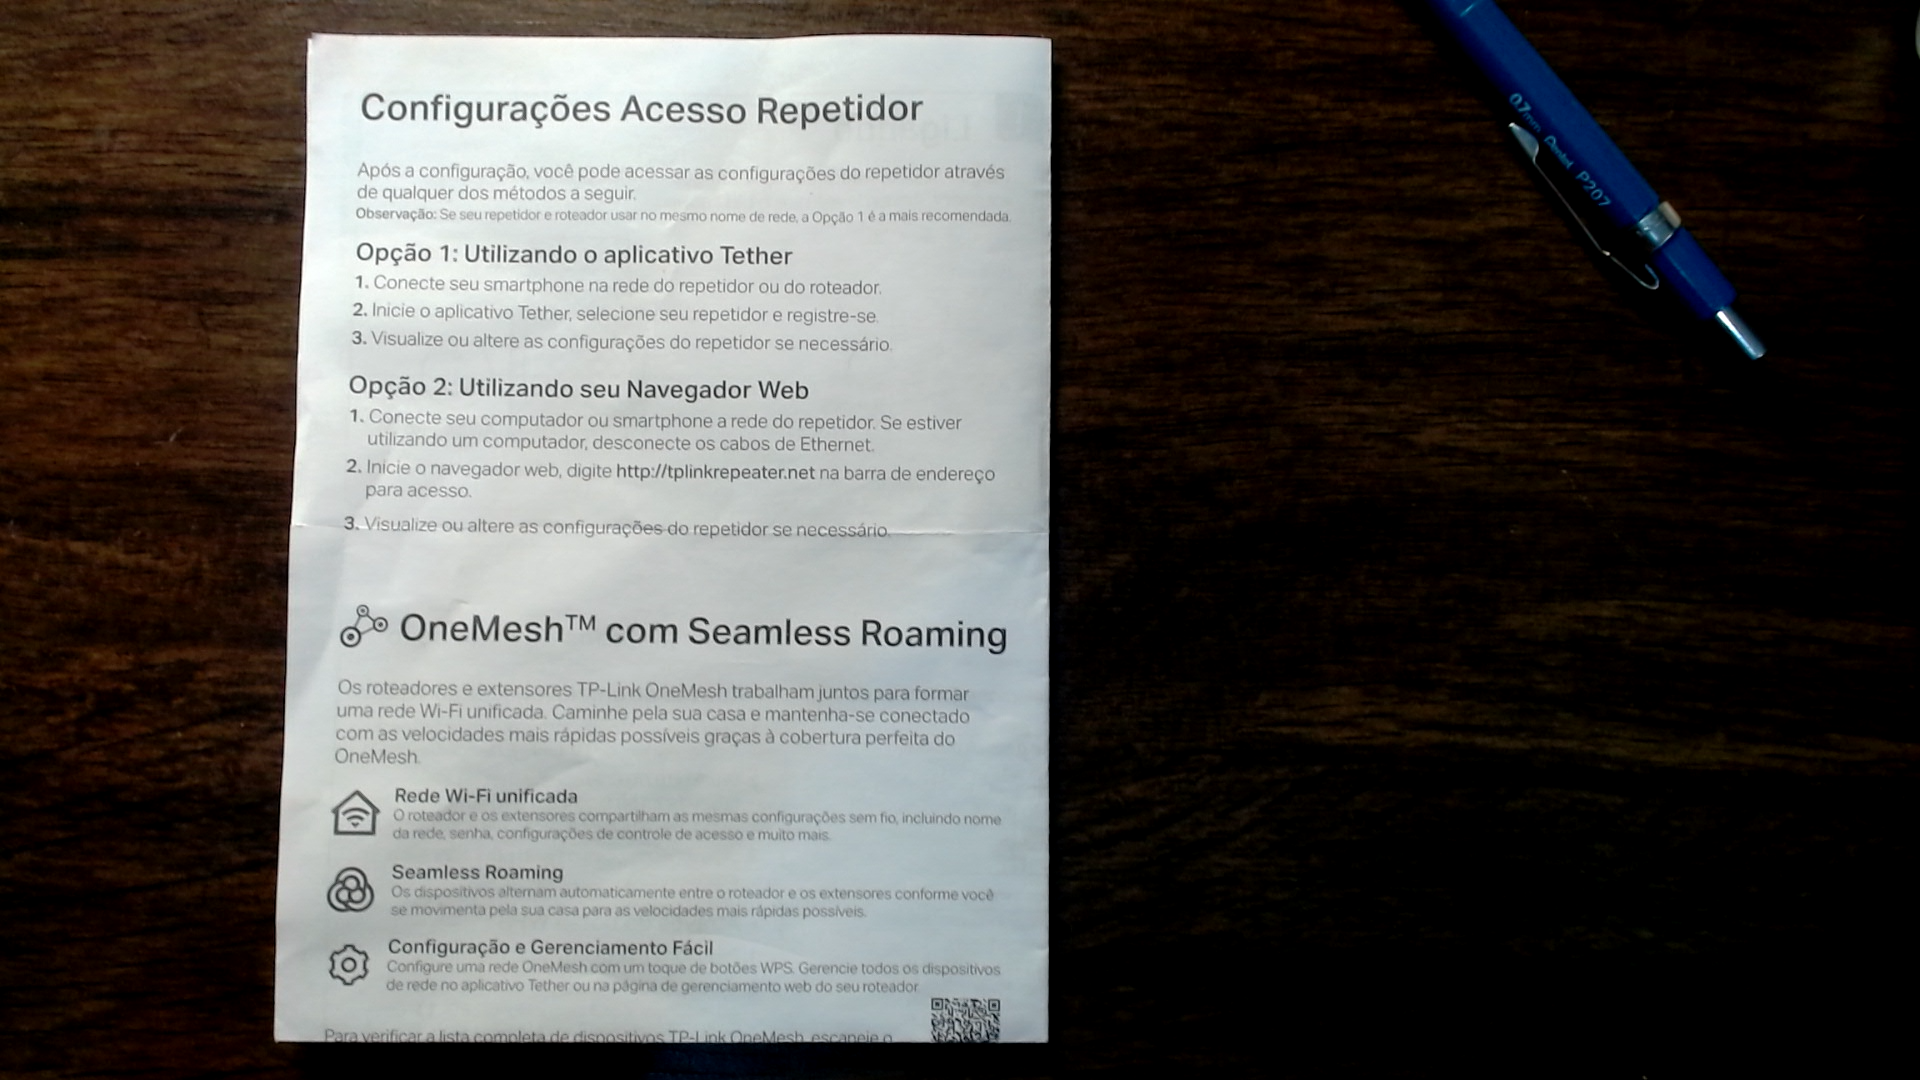 Configurações Acesso Repetidor
Após a configuração, você pode acessar as configurações do repetidor através
de qualquer dos métodos a seguir.
Observação: Se seu repetidor e roteador usar no mesmo nome de rede, a Opção 1 é a mais recomendada.
Opção 1: Utilizando o aplicativo Tether
1. Conecte seu smartphone na rede do repetidor ou do roteador.
2. Inicie o aplicativo Tether, selecione seu repetidor e registre-se.
3. Visualize ou altere as configurações do repetidor se necessário.
Opção 2: Utilizando seu Navegador Web
1. Conecte seu computador ou smartphone a rede do repetidor. Se estiver
utilizando um computador, desconecte os cabos de Ethernet.
2. Inicie o navegador web, digite http://tplinkrepeater.net na barra de endereço
para acesso.
3. Visualize ou altere as configurações do repetidor se necessário.
OneMesh™ com Seamless Roaming
Os roteadores e extensores TP-Link OneMesh trabalham juntos para formar
uma rede Wi-Fi unificada. Caminhe pela sua casa e mantenha-se conectado
com as velocidades mais rápidas possíveis graças à cobertura perfeita do
OneMesh.
Rede Wi-Fi unificada
O roteador e os extensores compartilham as mesmas configurações sem fio, incluindo nome
da rede, senha, configurações de controle de acesso e muito mais.
Seamless Roaming
Os dispositivos alternam automaticamente entre o roteador e os extensores conforme você
se movimenta pela sua casa para as velocidades mais rápidas possíveis.
Configuração e Gerenciamento Fácil
Configure uma rede OneMesh com um toque de botões WPS. Gerencie todos os dispositivos
de rede no aplicativo Tether ou na página de gerenciamento web do seu roteador.
Para verificar a lista completa de dispositivos TP-Link OneMesh, escaneie o
0.7mm Pentel P207